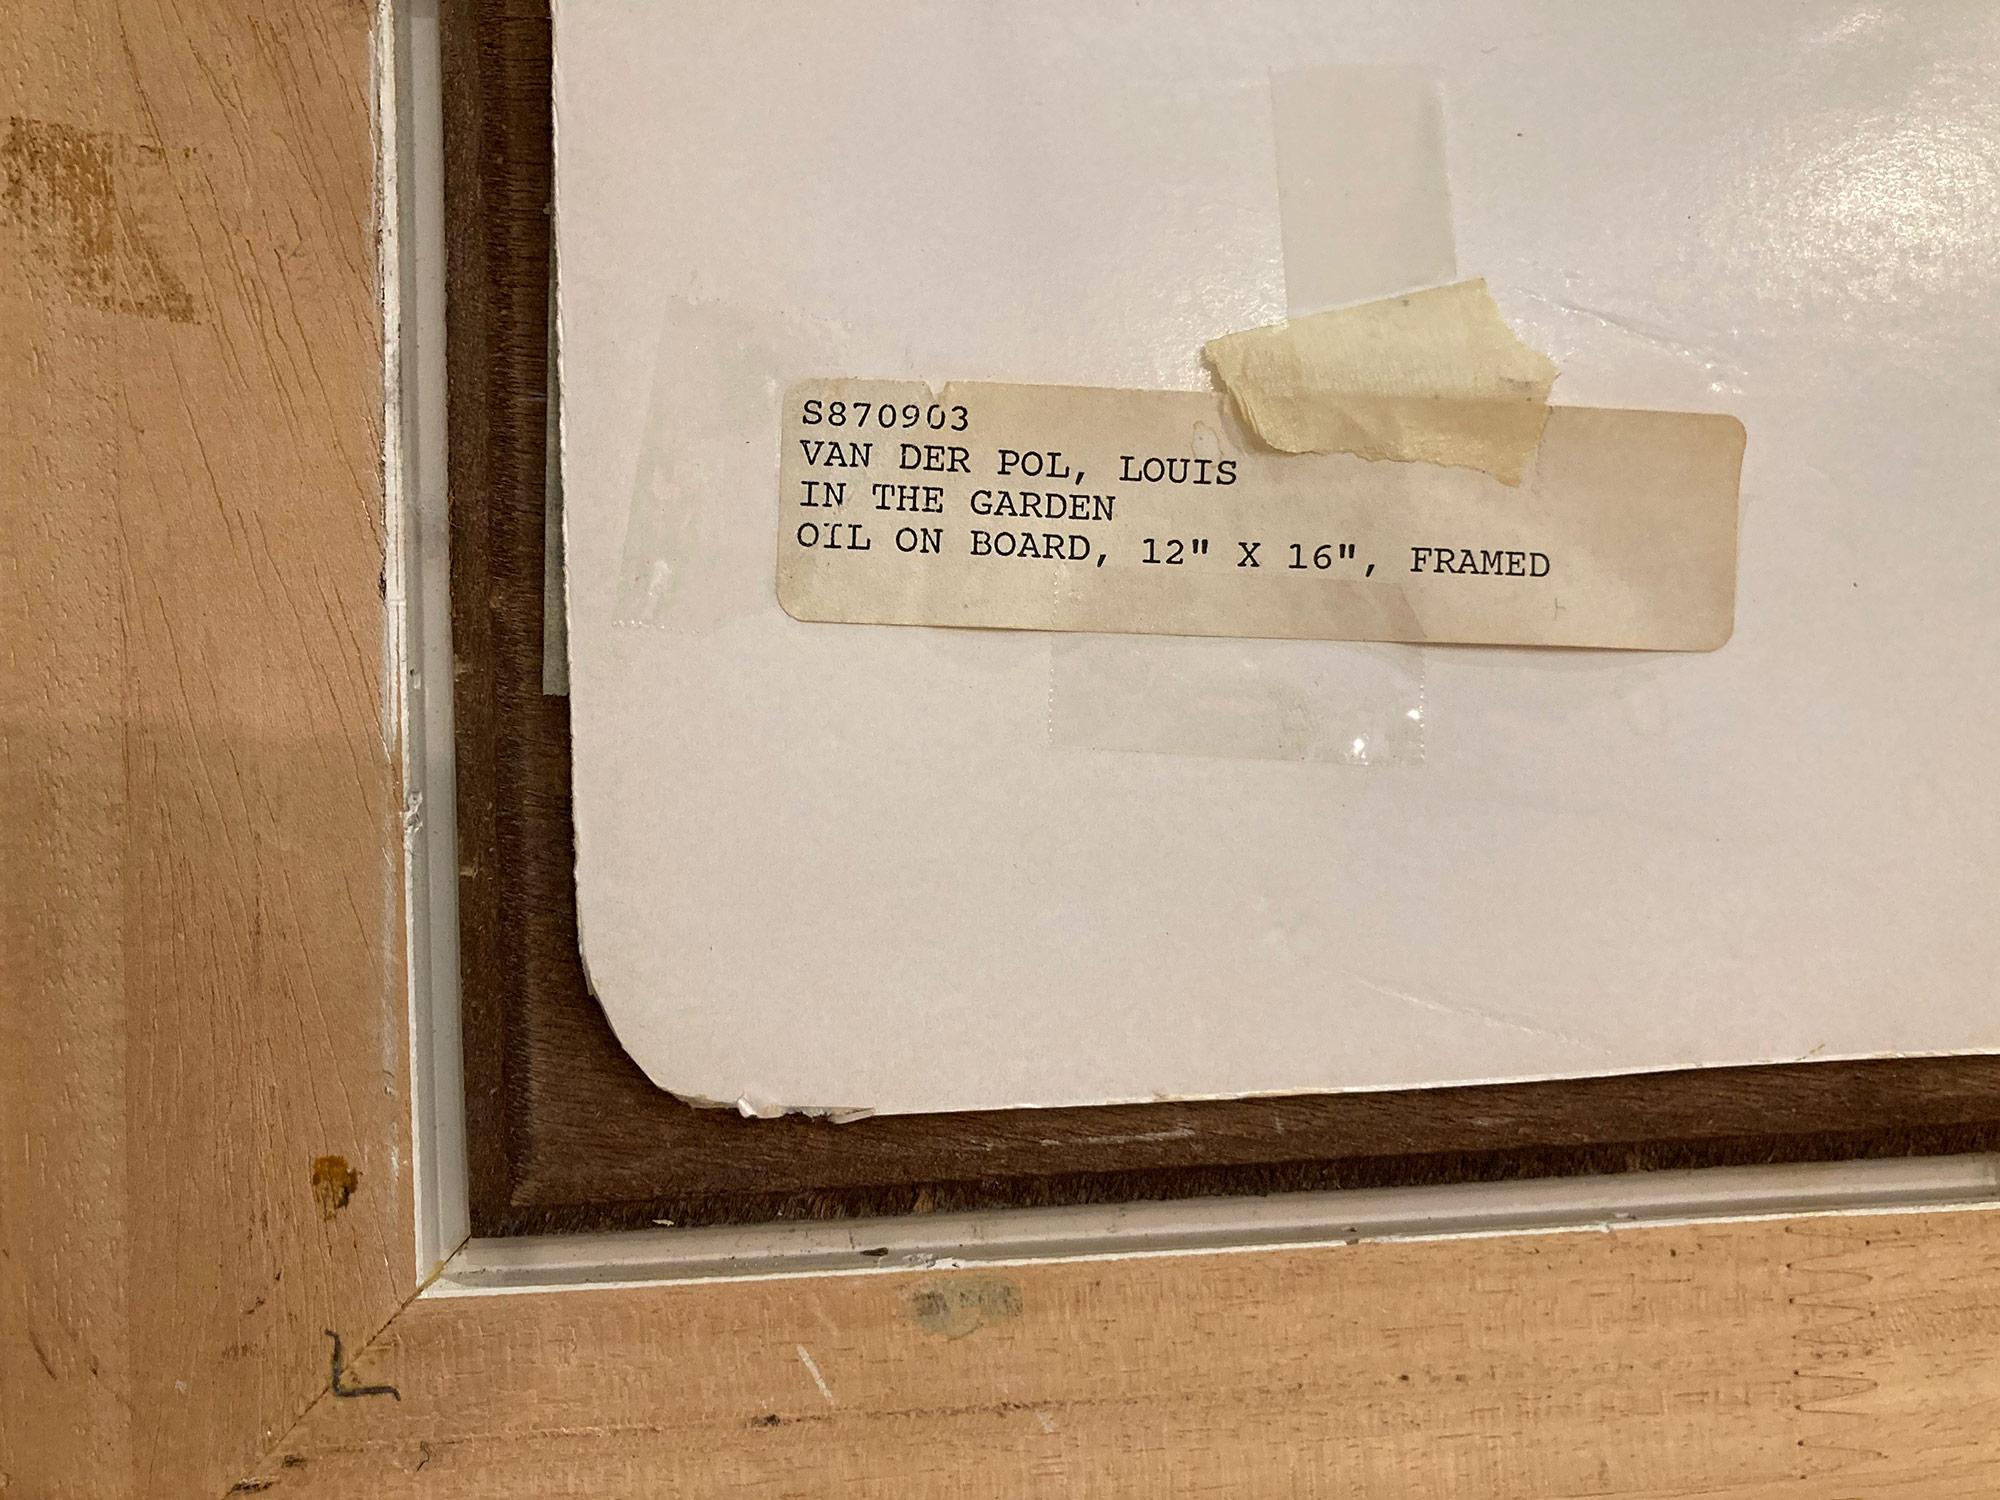 S870903
VAN DER POL, LOUIS
IN THE GARDEN
OIL ON BOARD, 12" X 16", FRAMED